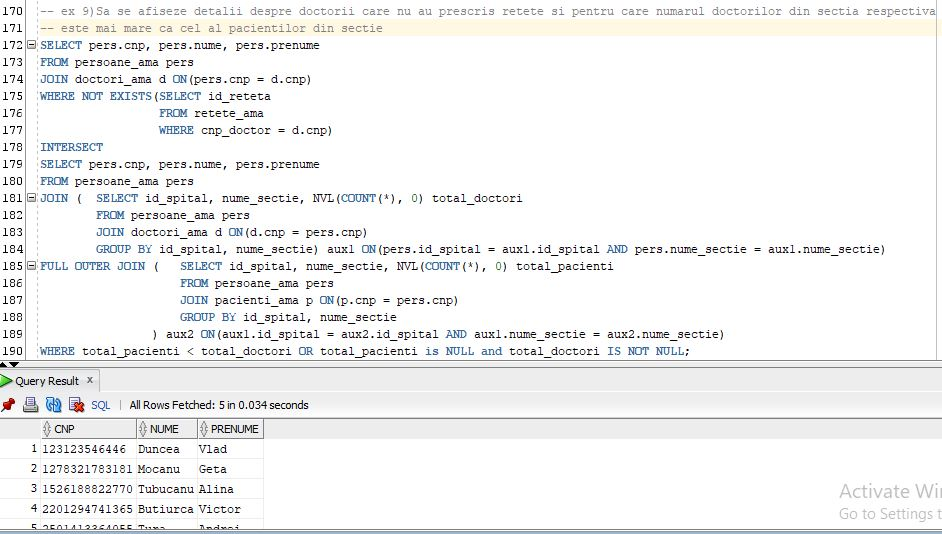 170 -- ex 9)Sa se afiseze detalii despre doctorii care nu au prescris retete si pentru care numarul doctorilor din sectia respectiva
171 -- este mai mare ca cel al pacientilor din sectie
172 SELECT pers.cnp, pers.nume, pers.prenume
173 FROM persoane_ama pers
174 JOIN doctori_ama d ON(pers.cnp = d.cnp)
175 WHERE NOT EXISTS(SELECT id_reteta
176 FROM retete_ama
177 WHERE cnp_doctor = d.cnp)
178 INTERSECT
179 SELECT pers.cnp, pers.nume, pers.prenume
180 FROM persoane_ama pers
181 JOIN ( SELECT id_spital, nume_sectie, NVL(COUNT(*), 0) total_doctori
182 FROM persoane_ama pers
183 JOIN doctori_ama d ON(d.cnp = pers.cnp)
184 GROUP BY id_spital, nume_sectie) aux1 ON(pers.id_spital = aux1.id_spital AND pers.nume_sectie = aux1.nume_sectie)
185 FULL OUTER JOIN ( SELECT id_spital, nume_sectie, NVL(COUNT(*), 0) total_pacienti
186 FROM persoane_ama pers
187 JOIN pacienti_ama p ON(p.cnp = pers.cnp)
188 GROUP BY id_spital, nume_sectie
189 ) aux2 ON(aux1.id_spital = aux2.id_spital AND aux1.nume_sectie = aux2.nume_sectie)
190 WHERE total_pacienti < total_doctori OR total_pacienti is NULL and total_doctori IS NOT NULL;
Query Result x
SQL | All Rows Fetched: 5 in 0.034 seconds
CNP NUME PRENUME
1 123123546446 Duncea Vlad
2 1278321783181 Mocanu Geta
3 1526188822770 Tubucanu Alina
4 2201294741365 Butiurca Victor
Activate Wi
Go to Settings t